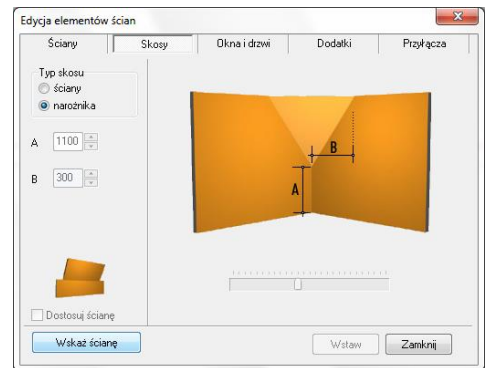 Edycja elementów ścian
Ściany Skosy Okna i drzwi Dodatki Przyłącza
Typ skosu
ściany
narożnika
A 1100
B 300
B
A
Dostosuj ścianę
Wskaż ścianę Wstaw Zamknij